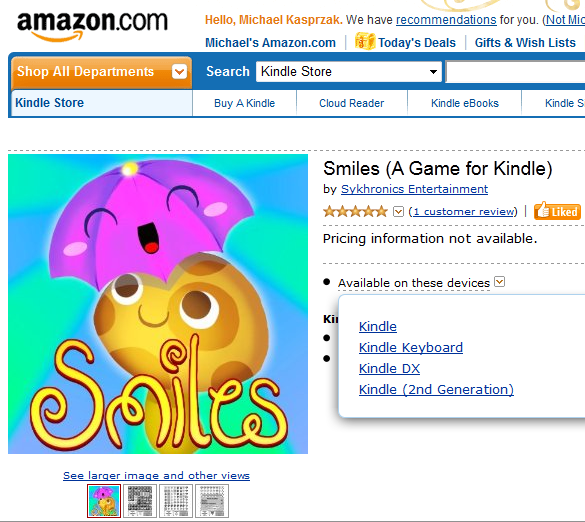 amazon.com
Hello, Michael Kasprzak. We have recommendations for you. (Not Mic
Michael's Amazon.com | Today's Deals | Gifts & Wish Lists
Shop All Departments
Search Kindle Store
Kindle Store
Buy A Kindle
Cloud Reader
Kindle eBooks
Kindle S
Smiles
Smiles (A Game for Kindle)
by Sykhronics Entertainment
(1 customer review) | Liked
Pricing information not available.
• Available on these devices
Kin
Kindle
Kindle Keyboard
Kindle DX
Kindle (2nd Generation)
See larger image and other views